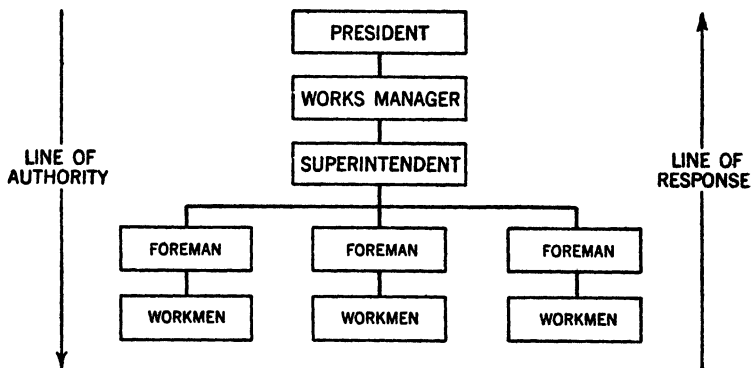 PRESIDENT
WORKS MANAGER
SUPERINTENDENT
LINE OF
AUTHORITY
LINE OF
RESPONSE
FOREMAN
FOREMAN
FOREMAN
WORKMEN
WORKMEN
WORKMEN